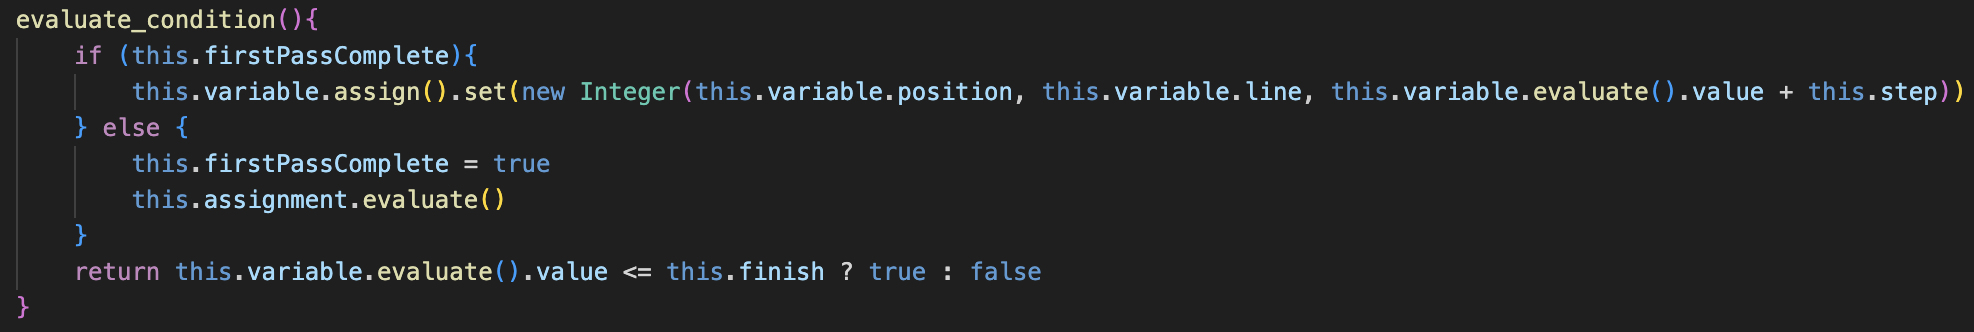 evaluate_condition(){
    if (this.firstPassComplete){
        this.variable.assign().set(new Integer(this.variable.position, this.variable.line, this.variable.evaluate().value + this.step))
    } else {
        this.firstPassComplete = true
        this.assignment.evaluate()
    }
    return this.variable.evaluate().value <= this.finish ? true : false
}